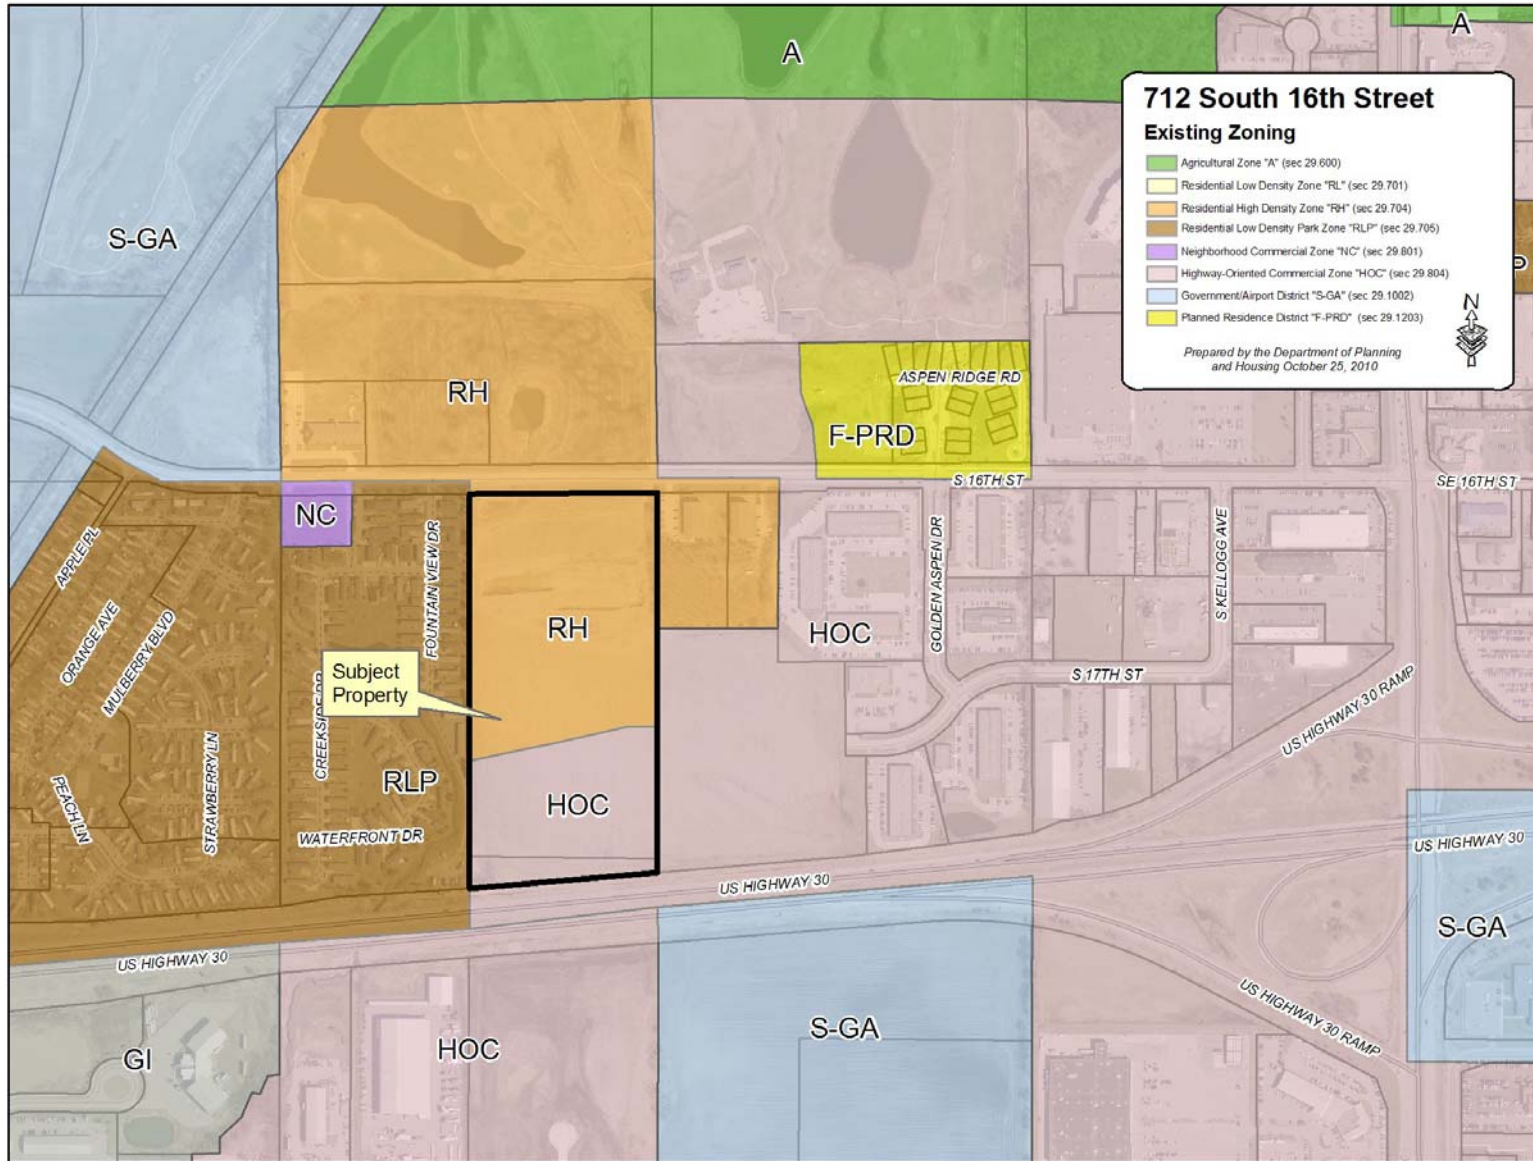 A
A
712 South 16th Street
Existing Zoning
Agricultural Zone "A" (sec 29.600)
Residential Low Density Zone "RL" (sec 29.701)
Residential High Density Zone "RH" (sec 29.704)
Residential Low Density Park Zone "RLP" (sec 29.705)
Neighborhood Commercial Zone "NC" (sec 29.801)
Highway-Oriented Commercial Zone "HOC" (sec 29.804)
Government/Airport District "S-GA" (sec 29.1002)
Planned Residence District "F-PRD" (sec 29.1203)
N
Prepared by the Department of Planning
and Housing October 25, 2010
S-GA
P
RH
ASPEN RIDGE RD
F-PRD
S 16TH ST
SE 16TH ST
NC
APPLE PL
ORANGE AVE
MULBERRY BLVD
FOUNTAIN VIEW DR
RH
GOLDEN ASPEN DR
S KELLOGG AVE
HOC
Subject
Property
S 17TH ST
US HIGHWAY 30 RAMP
CREEKSIDE DR
STRAWBERRY LN
PEACH LN
RLP
HOC
WATERFRONT DR
US HIGHWAY 30
US HIGHWAY 30
US HIGHWAY 30
S-GA
US HIGHWAY 30 RAMP
S-GA
GI
HOC